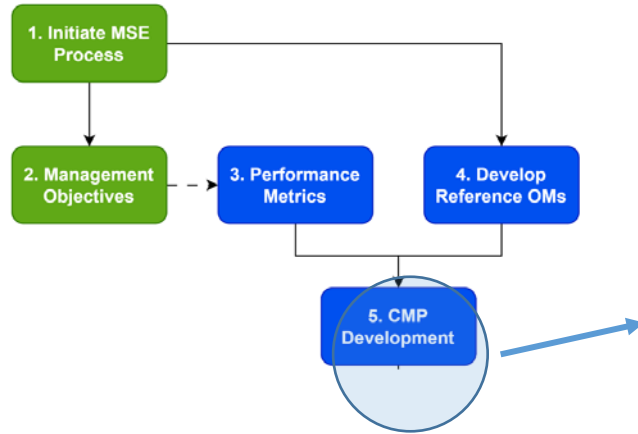 1. Initiate MSE
Process
2. Management
Objectives
3. Performance
Metrics
4. Develop
Reference OMs
5. CMP
Development